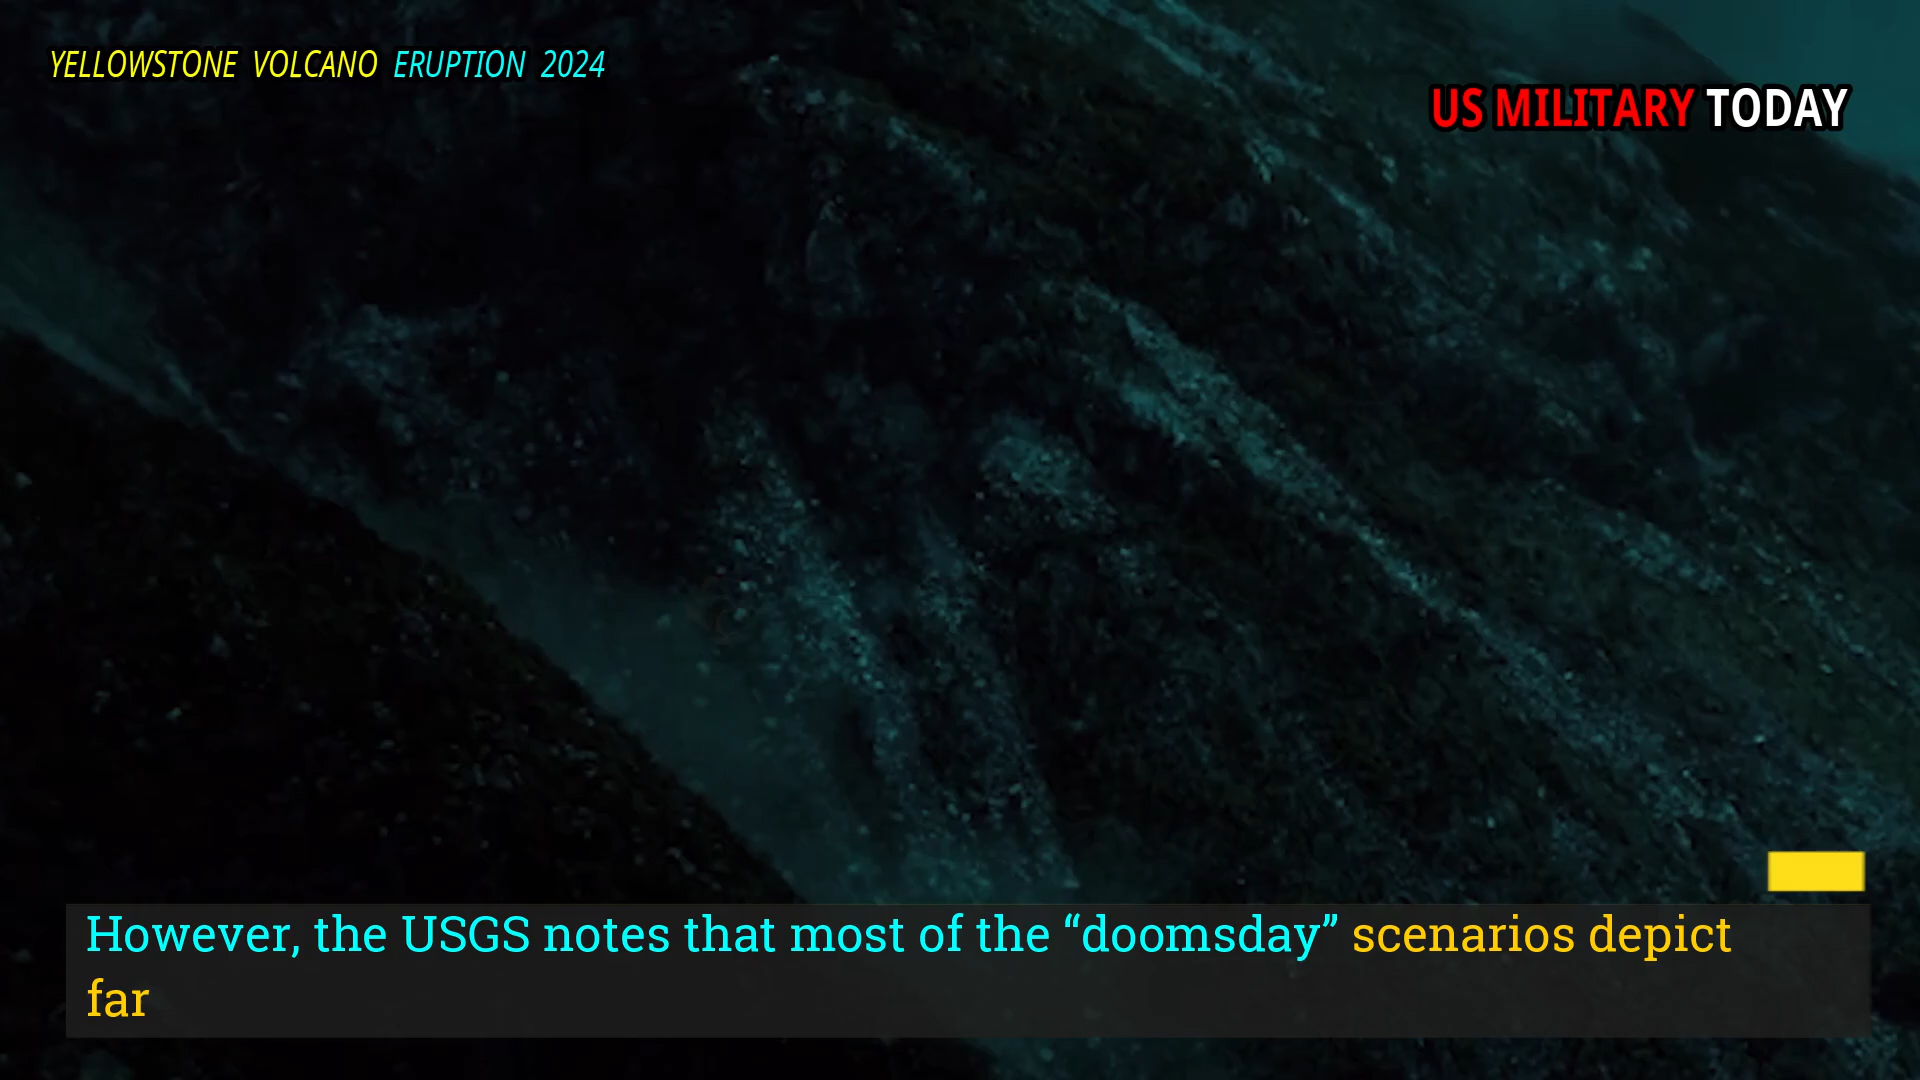 YELLOWSTONE VOLCANO ERUPTION 2024
US MILITARY TODAY
However, the USGS notes that most of the “doomsday” scenarios depict
far